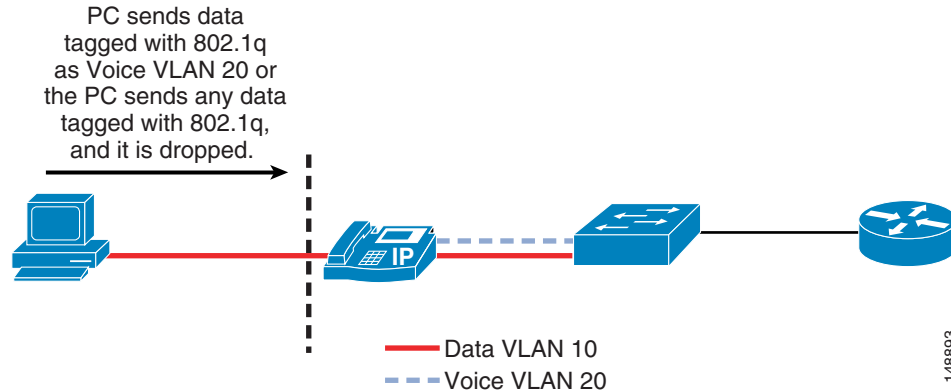 PC sends data
tagged with 802.1q
as Voice VLAN 20 or
the PC sends any data
tagged with 802.1q,
and it is dropped.
IP
Data VLAN 10
Voice VLAN 20
148893